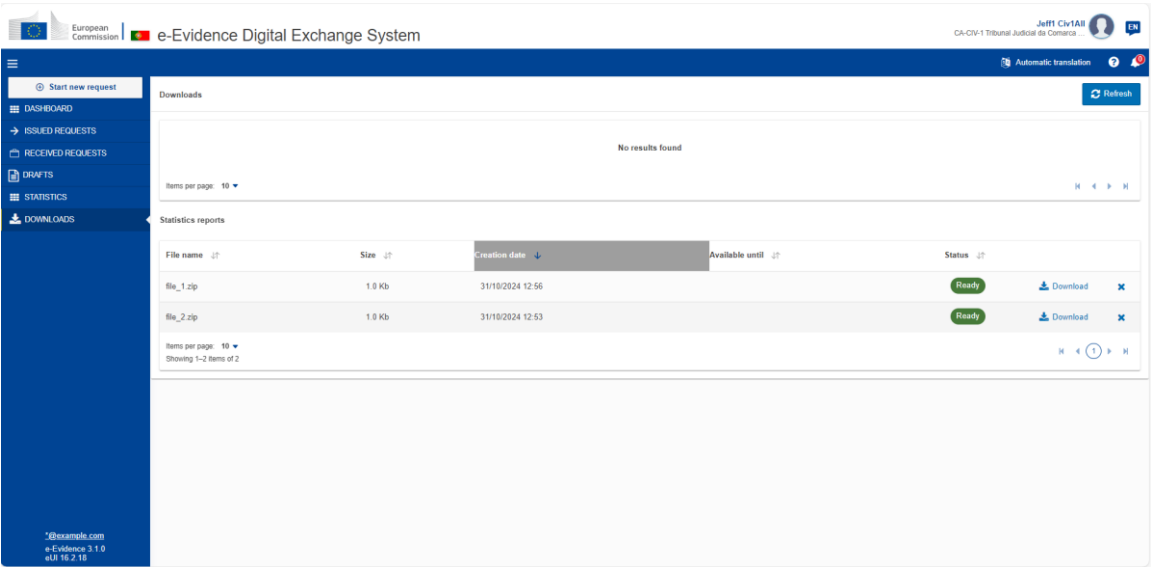 European
Commission
e-Evidence Digital Exchange System
Jeff1 Civ1All
CA-CIV-1 Tribunal Judicial da Comarca ...
EN
Automatic translation
?
0
Start new request
DASHBOARD
ISSUED REQUESTS
RECEIVED REQUESTS
DRAFTS
STATISTICS
DOWNLOADS
Downloads
Refresh
No results found
Items per page: 10
Statistics reports
File name Size Creation date Available until Status
file_1.zip 1.0 Kb 31/10/2024 12:56 Ready Download
file_2.zip 1.0 Kb 31/10/2024 12:53 Ready Download
Items per page: 10
Showing 1–2 items of 2
1
*@example.com
e-Evidence 3.1.0
eUI 16.2.18